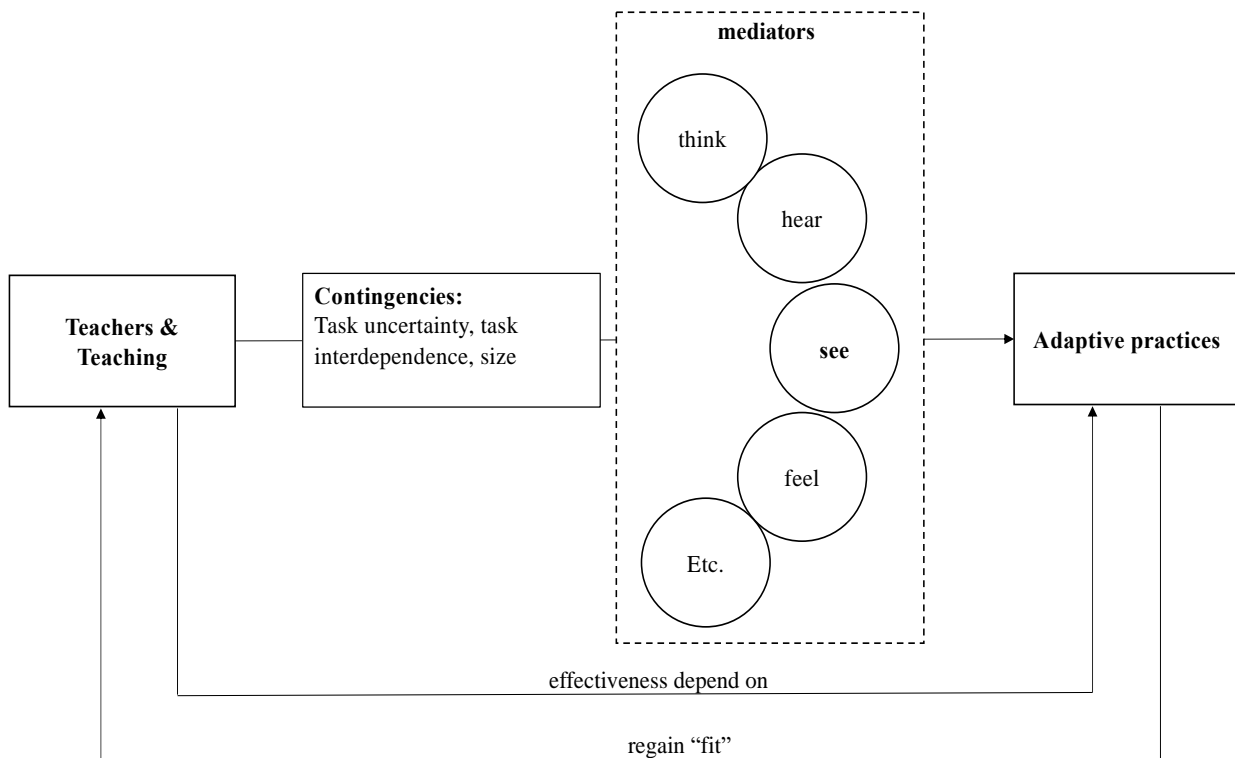 mediators
think
hear
see
feel
Etc.
Teachers &
Teaching
Contingencies:
Task uncertainty, task
interdependence, size
Adaptive practices
effectiveness depend on
regain “fit”